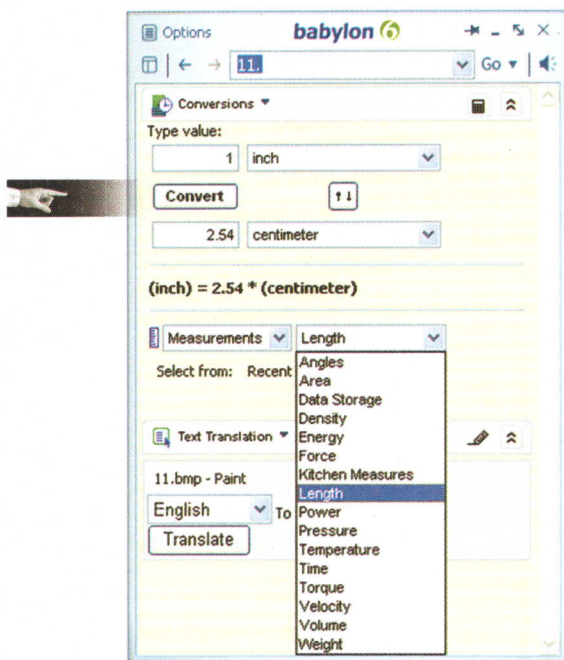 Options babylon 6
11. Go
Conversions
Type value:
1 inch
Convert
2.54 centimeter
(inch) = 2.54 * (centimeter)
Measurements Length
Select from: Recent
Angles
Area
Data Storage
Density
Energy
Force
Kitchen Measures
Length
Power
Pressure
Temperature
Time
Torque
Velocity
Volume
Weight
Text Translation
11.bmp - Paint
English To
Translate